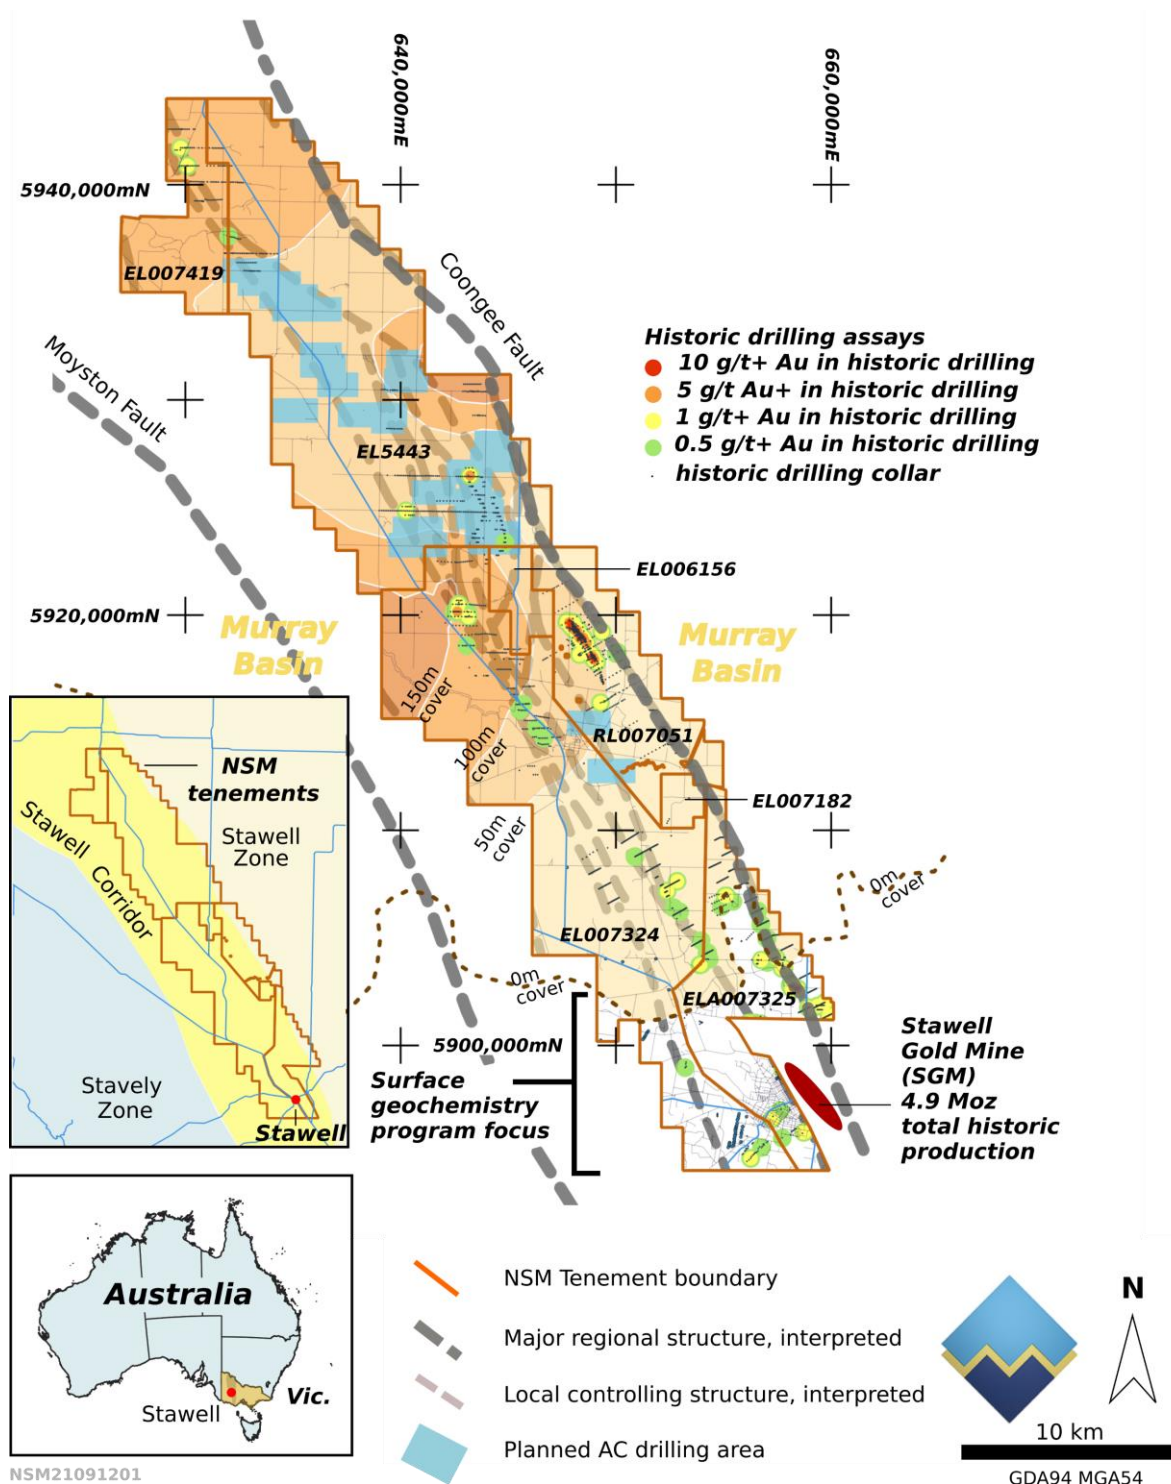 640,000mE
660,000mE
5940,000mN
EL007419
Coongee Fault
Moyston Fault
Historic drilling assays
10 g/t+ Au in historic drilling
5 g/t Au+ in historic drilling
1 g/t+ Au in historic drilling
0.5 g/t+ Au in historic drilling
historic drilling collar
EL5443
EL006156
5920,000mN
Murray
Basin
Murray
Basin
150m
cover
100m
cover
50m
cover
RL007051
EL007182
0m
cover
EL007324
0m
cover
ELA007325
5900,000mN
Surface
geochemistry
program focus
Stawell
Gold Mine
(SGM)
4.9 Moz
total historic
production
NSM
tenements
Stawell
Zone
Stawell Corridor
Stavely
Zone
Stawell
Australia
Vic.
Stawell
NSM Tenement boundary
Major regional structure, interpreted
Local controlling structure, interpreted
Planned AC drilling area
N
10 km
GDA94 MGA54
NSM21091201